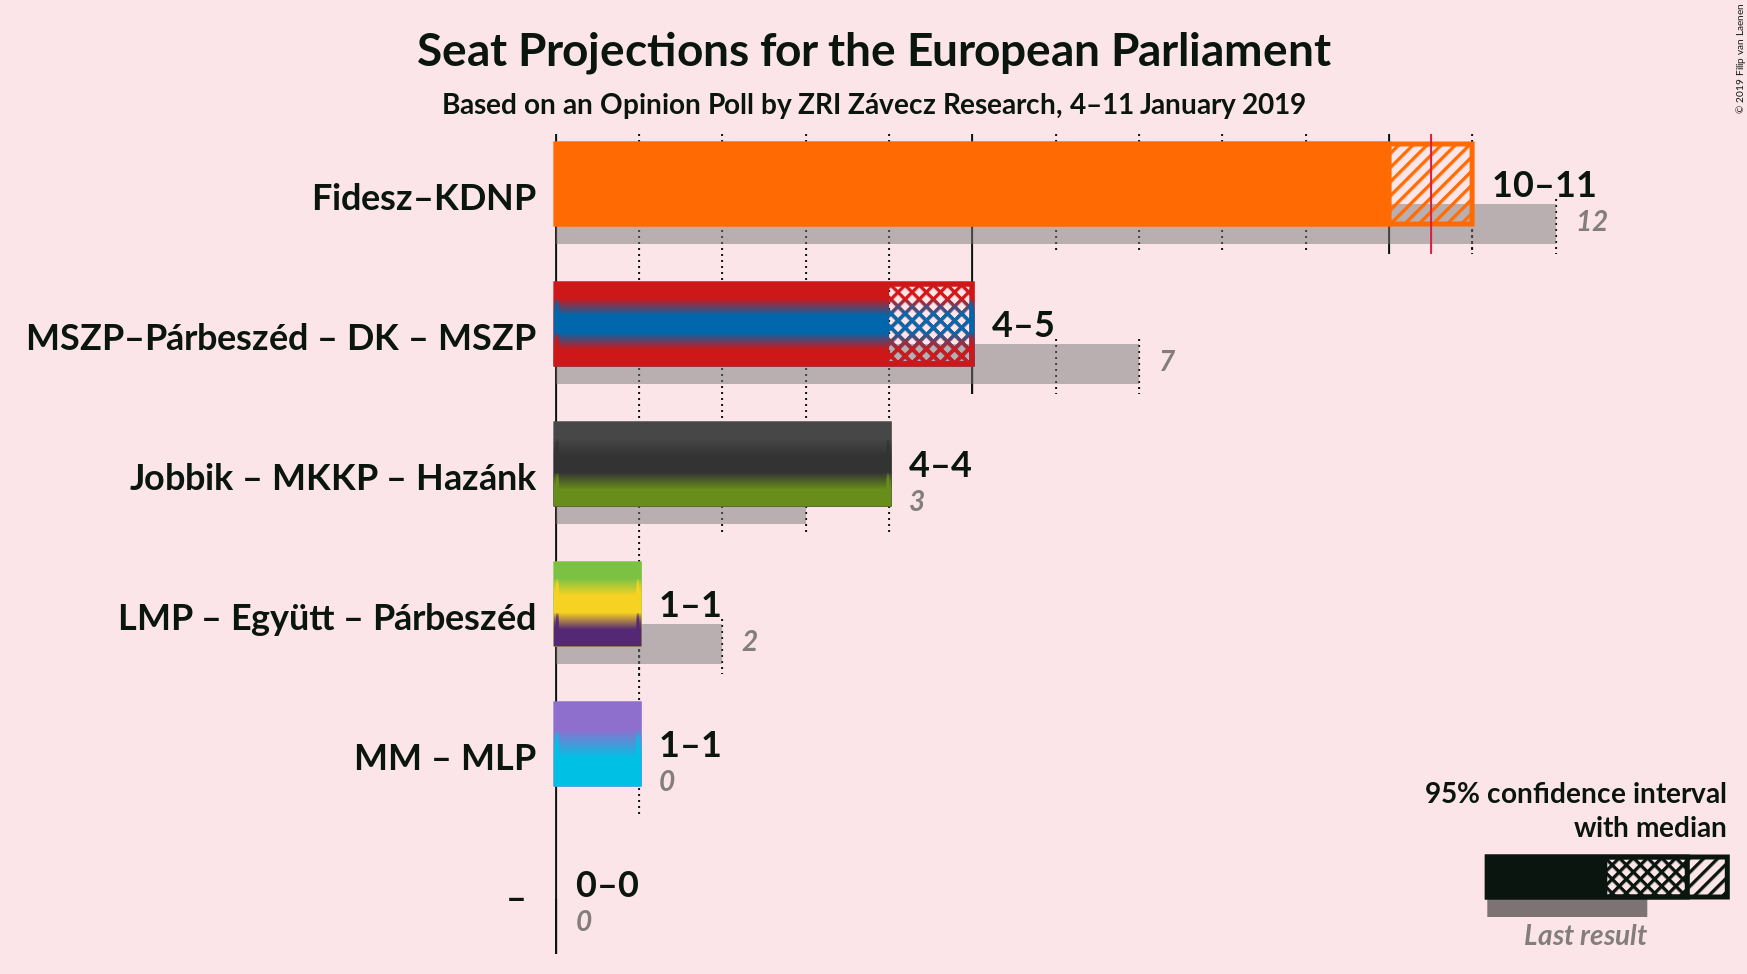 Seat Projections for the European Parliament
Based on an Opinion Poll by ZRI Závecz Research, 4–11 January 2019
© 2019 Filip van Laenen
Fidesz–KDNP
10–11
12
MSZP–Párbeszéd – DK – MSZP
4–5
7
Jobbik – MKKP – Hazánk
4–4
3
LMP – Együtt – Párbeszéd
1–1
2
MM – MLP
1–1
0
–
0–0
0
95% confidence interval
with median
Last result